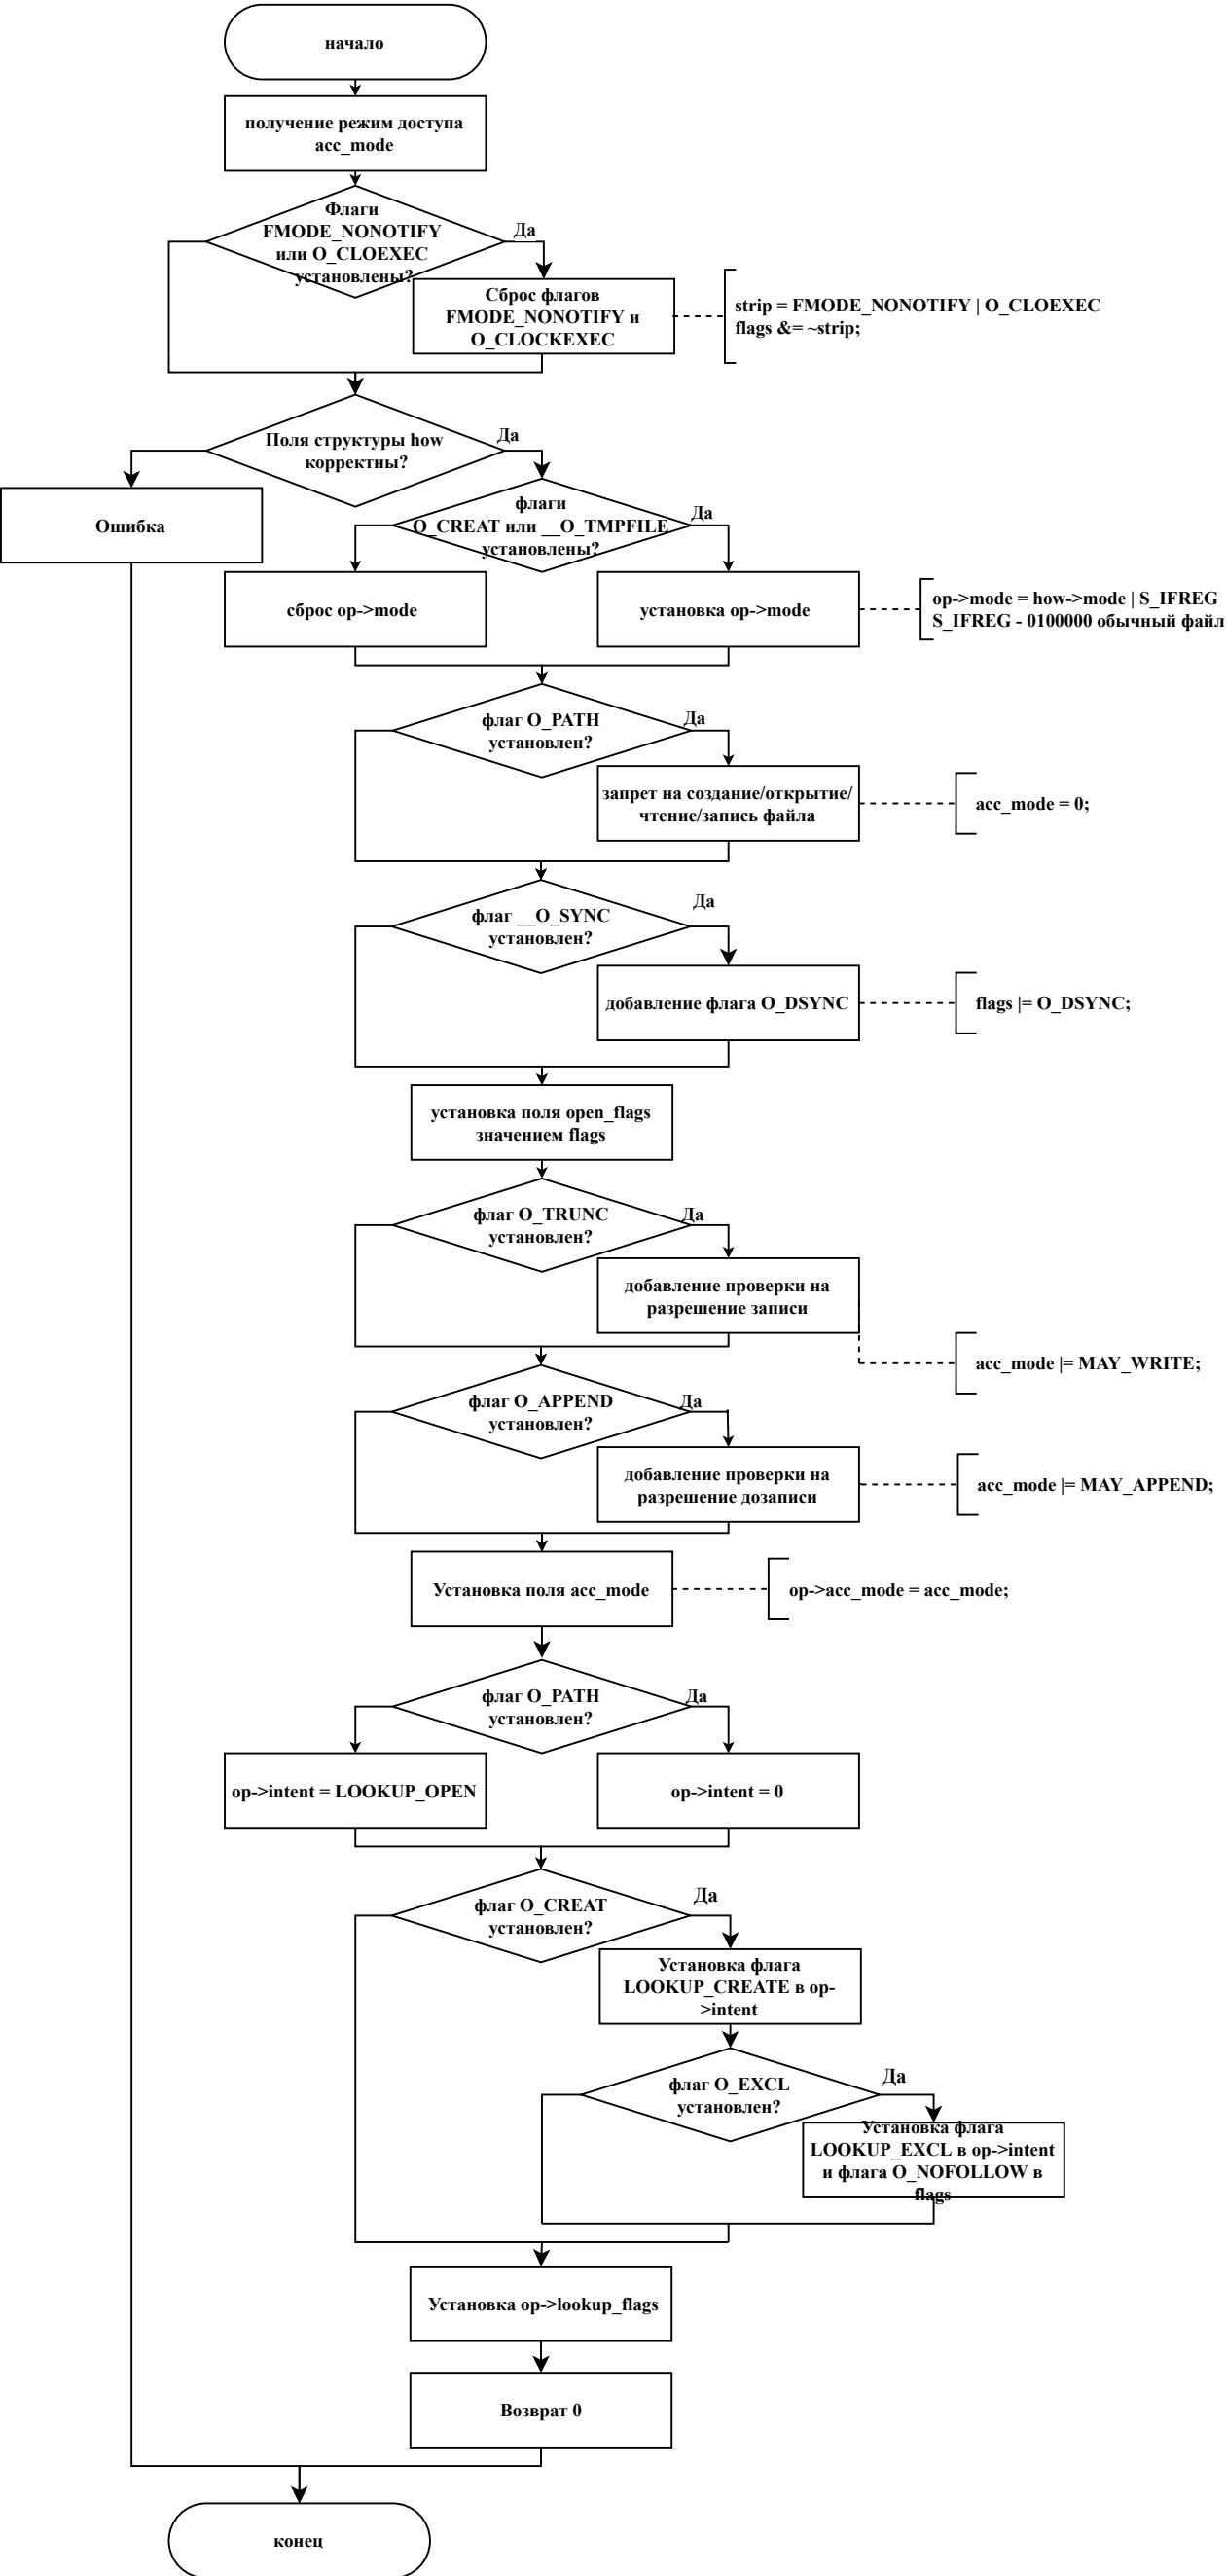 начало
получение режим доступа
acc_mode
Флаги
FMODE_NONOTIFY
или O_CLOEXEC
установлены?
Да
Сброс флагов
FMODE_NONOTIFY и
O_CLOCKEXEC
strip = FMODE_NONOTIFY | O_CLOEXEC
flags &= ~strip;
Поля структуры how
корректны?
Да
Ошибка
флаги
O_CREAT или __O_TMPFILE
установлены?
Да
сброс op->mode
установка op->mode
op->mode = how->mode | S_IFREG
S_IFREG - 0100000 обычный файл
флаг O_PATH
установлен?
Да
запрет на создание/открытие/
чтение/запись файла
acc_mode = 0;
флаг __O_SYNC
установлен?
Да
добавление флага O_DSYNC
flags |= O_DSYNC;
установка поля open_flags
значением flags
флаг O_TRUNC
установлен?
Да
добавление проверки на
разрешение записи
acc_mode |= MAY_WRITE;
флаг O_APPEND
установлен?
Да
добавление проверки на
разрешение дозаписи
acc_mode |= MAY_APPEND;
Установка поля acc_mode
op->acc_mode = acc_mode;
флаг O_PATH
установлен?
Да
op->intent = LOOKUP_OPEN
op->intent = 0
флаг O_CREAT
установлен?
Да
Установка флага
LOOKUP_CREATE в op-
>intent
флаг O_EXCL
установлен?
Да
Установка флага
LOOKUP_EXCL в op->intent
и флага O_NOFOLLOW в
flags
Установка op->lookup_flags
Возврат 0
конец